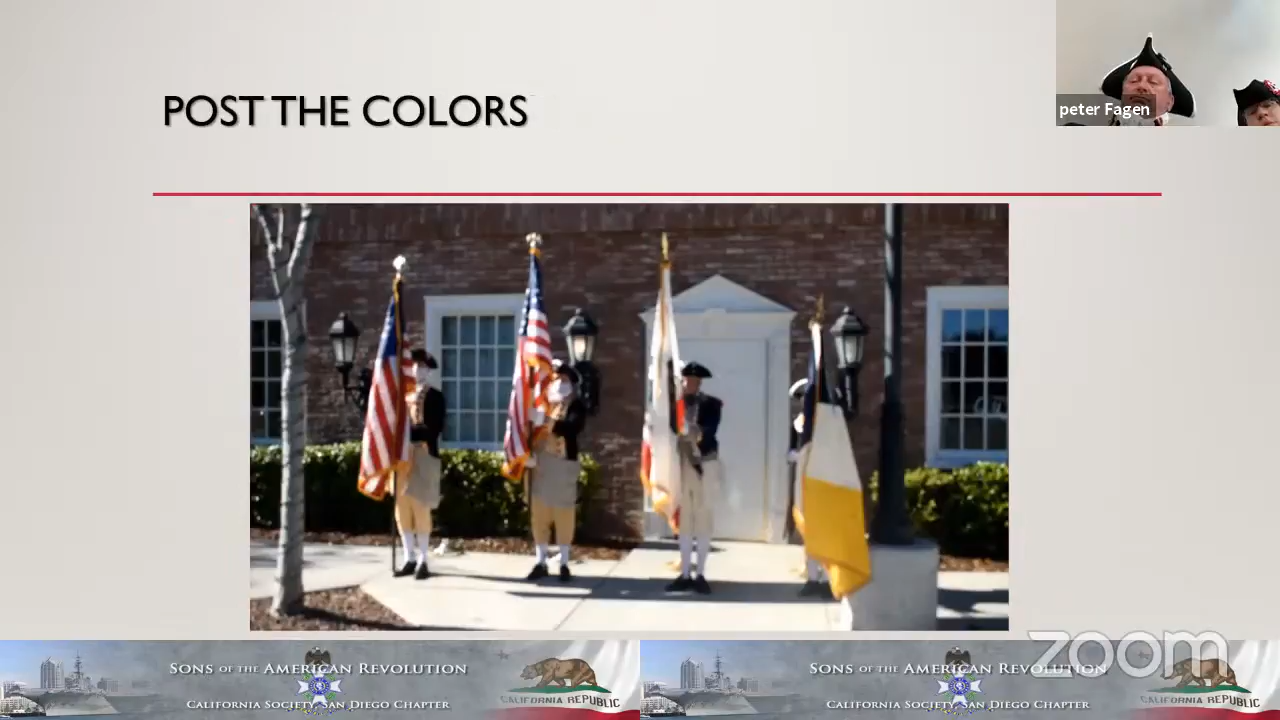 POST THE COLORS
peter Fagen
SONS OF THE AMERICAN REVOLUTION
CALIFORNIA SOCIETY SAN DIEGO CHAPTER
CALIFORNIA REPUBLIC
SONS OF THE AMERICAN REVOLUTION
CALIFORNIA SOCIETY SAN DIEGO CHAPTER
CALIFORNIA REPUBLIC
zoom